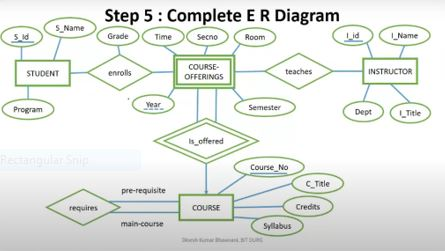 Step 5 : Complete E R Diagram
S_Id
S_Name
Grade
Time
Secno
Room
I_id
I_Name
STUDENT
enrolls
COURSE-
OFFERINGS
teaches
INSTRUCTOR
Program
Year
Semester
Dept
I_Title
Is_offered
Rectangular Snip
Course_No
C_Title
pre-requisite
requires
COURSE
Credits
main-course
Syllabus